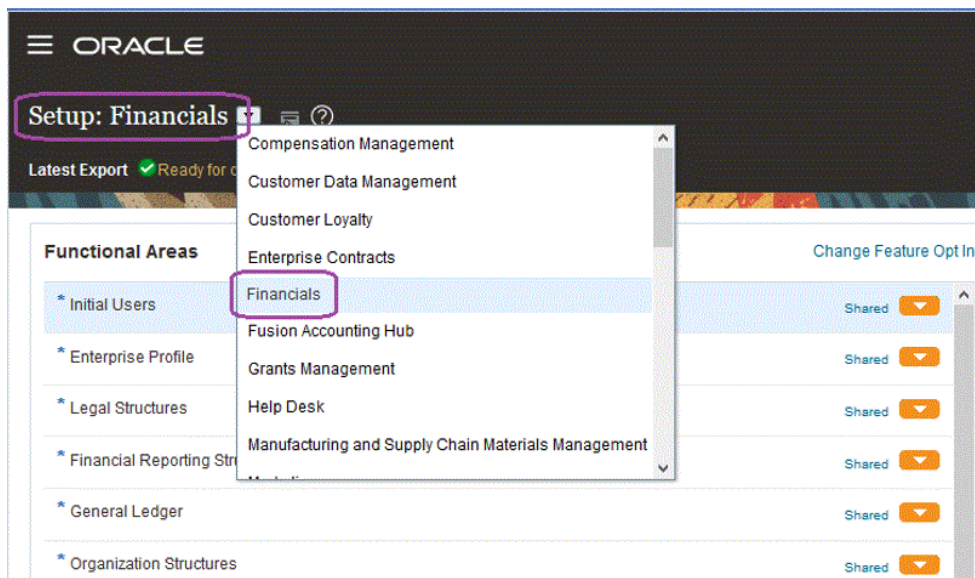 ORACLE
Setup: Financials
Latest Export Ready for
Compensation Management
Customer Data Management
Customer Loyalty
Enterprise Contracts
Financials
Fusion Accounting Hub
Grants Management
Help Desk
Manufacturing and Supply Chain Materials Management
Functional Areas
Change Feature Opt In
* Initial Users Shared
* Enterprise Profile Shared
* Legal Structures Shared
* Financial Reporting Stru Shared
* General Ledger Shared
* Organization Structures Shared